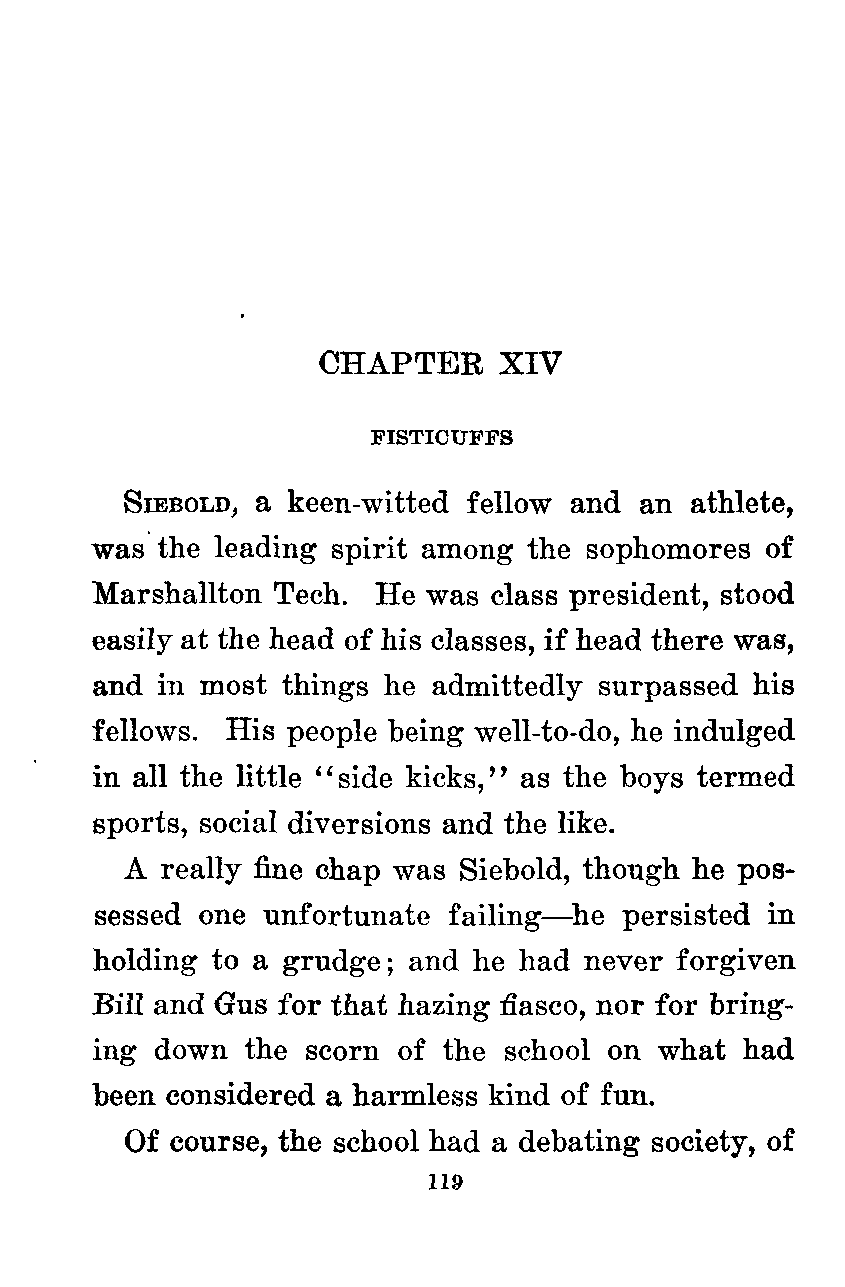 CHAPTER XIV
FISTICUFFS
Siebold, a keen-witted fellow and an athlete,
was the leading spirit among the sophomores of
Marshallton Tech. He was class president, stood
easily at the head of his classes, if head there was,
and in most things he admittedly surpassed his
fellows. His people being well-to-do, he indulged
in all the little “side kicks,” as the boys termed
sports, social diversions and the like.
A really fine chap was Siebold, though he pos-
sessed one unfortunate failing—he persisted in
holding to a grudge; and he had never forgiven
Bill and Gus for that hazing fiasco, nor for bring-
ing down the scorn of the school on what had
been considered a harmless kind of fun.
Of course, the school had a debating society, of
119